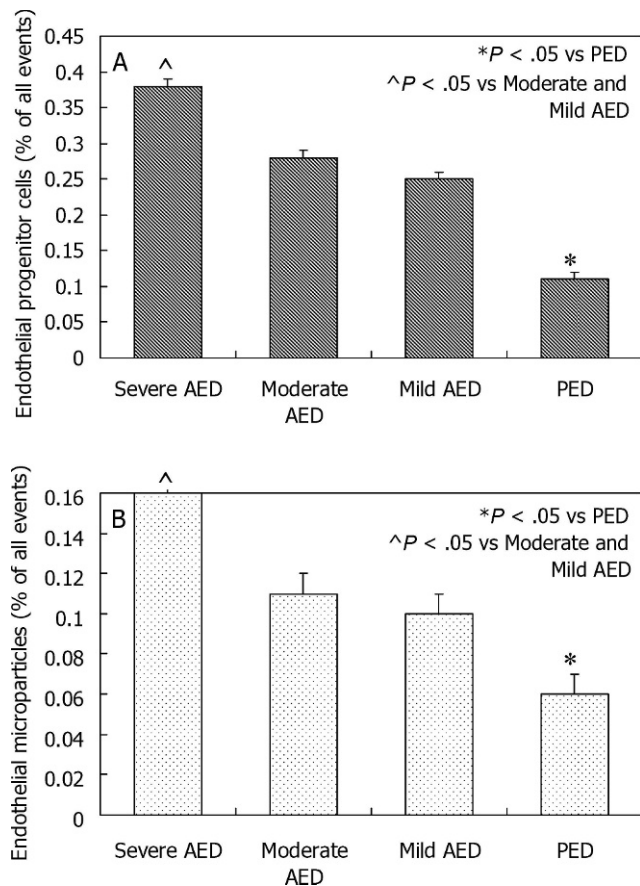 Endothelial progenitor cells (% of all events)
0.45
0.4
0.35
0.3
0.25
0.2
0.15
0.1
0.05
0
A
^
*
*P < .05 vs PED
^P < .05 vs Moderate and
Mild AED
Severe AED
Moderate
AED
Mild AED
PED
Endothelial microparticles (% of all events)
0.16
0.14
0.12
0.1
0.08
0.06
0.04
0.02
0
B
^
*
*P < .05 vs PED
^P < .05 vs Moderate and
Mild AED
Severe AED
Moderate
AED
Mild AED
PED